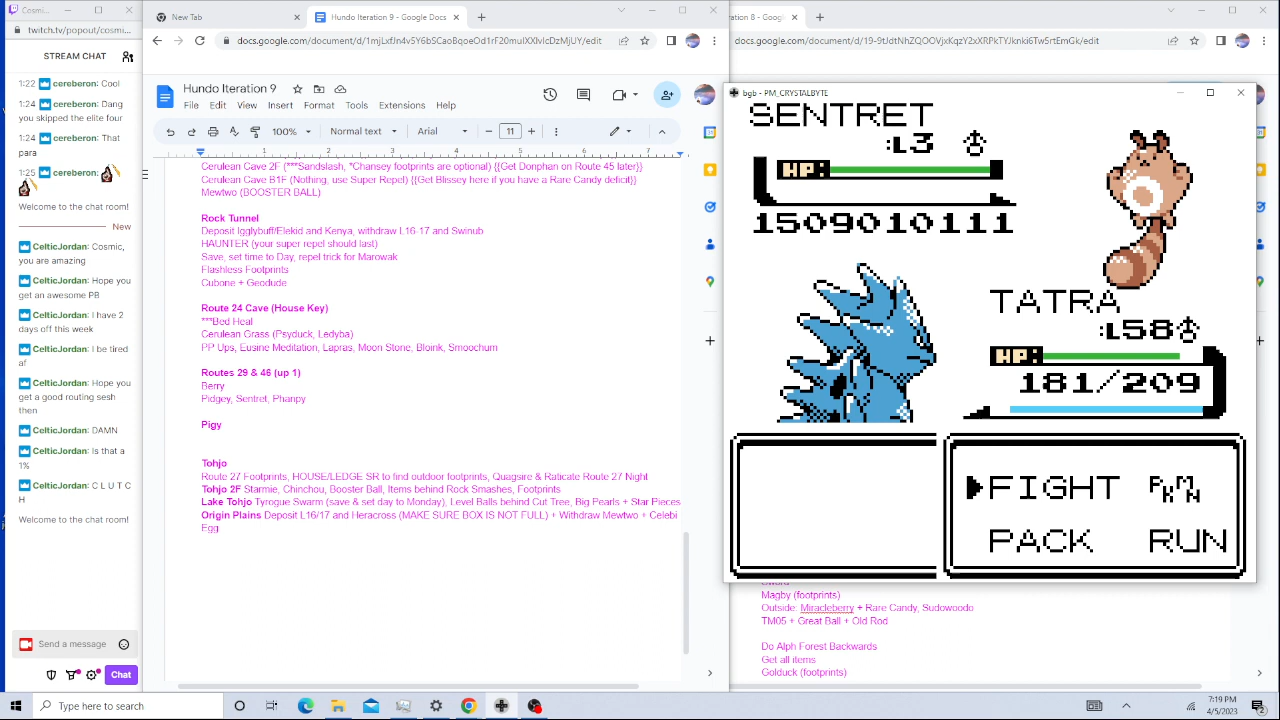 Cosmi...
twitch.tv/popout/cosmi...
STREAM CHAT
1:22 cereberon: Cool
1:24 cereberon: Dang
you skipped the elite four
1:24 cereberon: That
para
1:25 cereberon:
Welcome to the chat room!
New
CelticJordan: Cosmic,
you are amazing
CelticJordan: Hope you
get an awesome PB
CelticJordan: I have 2
days off this week
CelticJordan: I be tired
af
CelticJordan: Hope you
get a good routing sesh
then
CelticJordan: DAMN
CelticJordan: Is that a
1%
CelticJordan: C L U T C
H
Welcome to the chat room!
Send a message
Chat
New Tab
Hundo Iteration 9 - Google Docs
Hundo Iteration 9
File Edit View Insert Format Tools Extensions Help
100% Normal text Arial 11
1 2 3 4 5 6 7
Cerulean Cave 2F (***Sandslash, *Chansey footprints are optional) {{Get Donphan on Route 45 later}}
Cerulean Cave B1F (Nothing, use Super Repel) {{Get Blissey here if you have a Rare Candy deficit}}
Mewtwo (BOOSTER BALL)
Rock Tunnel
Deposit Igglybuff/Elekid and Kenya, withdraw L16-17 and Swinub
HAUNTER (your super repel should last)
Save, set time to Day, repel trick for Marowak
Flashless Footprints
Cubone + Geodude
Route 24 Cave (House Key)
***Bed Heal
Cerulean Grass (Psyduck, Ledyba)
PP Ups, Eusine Meditation, Lapras, Moon Stone, Bloink, Smoochum
Routes 29 & 46 (up 1)
Berry
Pidgey, Sentret, Phanpy
Pigy
Tohjo
Route 27 Footprints, HOUSE/LEDGE SR to find outdoor footprints, Quagsire & Raticate Route 27 Night
Tohjo 2F Starmie, Chinchou, Booster Ball, Items behind Rock Smashes, Footprints
Lake Tohjo Tyrogue Swarm (save & set day to Monday), Level Balls behind Cut Tree, Big Pearls + Star Pieces
Origin Plains Deposit L16/17 and Heracross (MAKE SURE BOX IS NOT FULL) + Withdraw Mewtwo + Celebi
Egg
bgb - PM_CRYSTALBYTE
SENTRET
:L3
HP:
1509010111
TATRA
:L58
HP:
181/209
FIGHT PKMN
PACK RUN
Magby (footprints)
Outside: Miracleberry + Rare Candy, Sudowoodo
TM05 + Great Ball + Old Rod
Do Alph Forest Backwards
Get all items
Golduck (footprints)
Type here to search
7:19 PM
4/5/2023